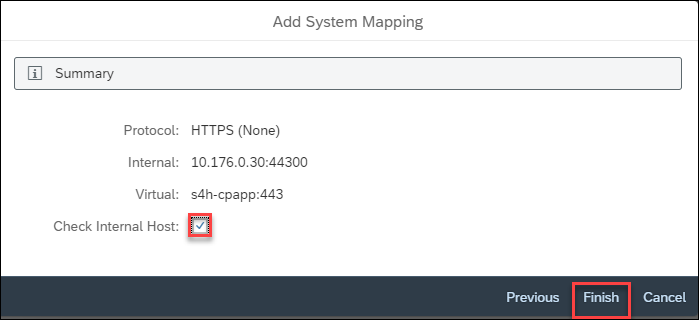 Add System Mapping
Summary
Protocol: HTTPS (None)
Internal: 10.176.0.30:44300
Virtual: s4h-cpapp:443
Check Internal Host:
Previous Finish Cancel